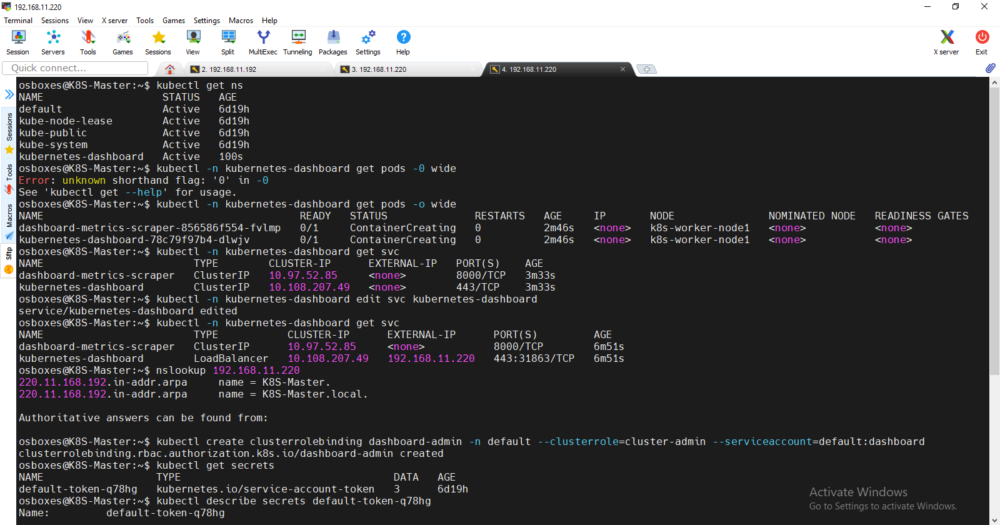 192.168.11.220
Terminal Sessions View X server Tools Games Settings Macros Help
Session Servers Tools Games Sessions View Split MultiExec Tunneling Packages Settings Help X server Exit
Quick connect... 2. 192.168.11.192 3. 192.168.11.220 4. 192.168.11.220
Sessions
Tools
Macros
Sftp
osboxes@K8S-Master:~$ kubectl get ns
NAME STATUS AGE
default Active 6d19h
kube-node-lease Active 6d19h
kube-public Active 6d19h
kube-system Active 6d19h
kubernetes-dashboard Active 100s
osboxes@K8S-Master:~$ kubectl -n kubernetes-dashboard get pods -0 wide
Error: unknown shorthand flag: '0' in -0
See 'kubectl get --help' for usage.
osboxes@K8S-Master:~$ kubectl -n kubernetes-dashboard get pods -o wide
NAME READY STATUS RESTARTS AGE IP NODE NOMINATED NODE READINESS GATES
dashboard-metrics-scraper-856586f554-fvlmp 0/1 ContainerCreating 0 2m46s <none> k8s-worker-node1 <none> <none>
kubernetes-dashboard-78c79f97b4-dlwjv 0/1 ContainerCreating 0 2m46s <none> k8s-worker-node1 <none> <none>
osboxes@K8S-Master:~$ kubectl -n kubernetes-dashboard get svc
NAME TYPE CLUSTER-IP EXTERNAL-IP PORT(S) AGE
dashboard-metrics-scraper ClusterIP 10.97.52.85 <none> 8000/TCP 3m33s
kubernetes-dashboard ClusterIP 10.108.207.49 <none> 443/TCP 3m33s
osboxes@K8S-Master:~$ kubectl -n kubernetes-dashboard edit svc kubernetes-dashboard
service/kubernetes-dashboard edited
osboxes@K8S-Master:~$ kubectl -n kubernetes-dashboard get svc
NAME TYPE CLUSTER-IP EXTERNAL-IP PORT(S) AGE
dashboard-metrics-scraper ClusterIP 10.97.52.85 <none> 8000/TCP 6m51s
kubernetes-dashboard LoadBalancer 10.108.207.49 192.168.11.220 443:31863/TCP 6m51s
osboxes@K8S-Master:~$ nslookup 192.168.11.220
220.11.168.192.in-addr.arpa name = K8S-Master.
220.11.168.192.in-addr.arpa name = K8S-Master.local.
Authoritative answers can be found from:
osboxes@K8S-Master:~$ kubectl create clusterrolebinding dashboard-admin -n default --clusterrole=cluster-admin --serviceaccount=default:dashboard
clusterrolebinding.rbac.authorization.k8s.io/dashboard-admin created
osboxes@K8S-Master:~$ kubectl get secrets
NAME TYPE DATA AGE
default-token-q78hg kubernetes.io/service-account-token 3 6d19h
osboxes@K8S-Master:~$ kubectl describe secrets default-token-q78hg
Name: default-token-q78hg
Activate Windows
Go to Settings to activate Windows.